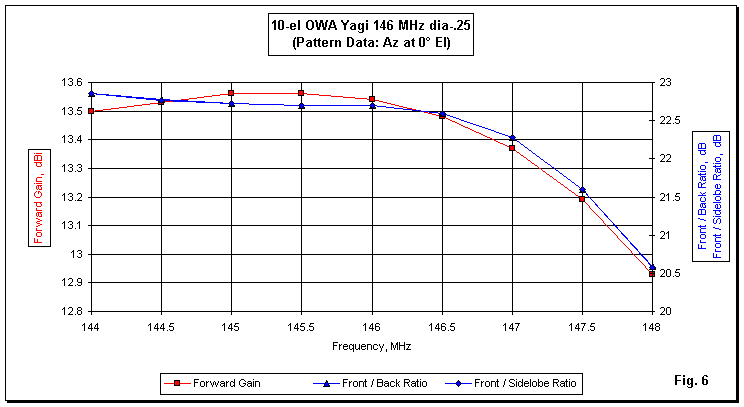 10-el OWA Yagi 146 MHz dia-.25
(Pattern Data: Az at 0° El)
Forward Gain, dBi
13.6
13.5
13.4
13.3
13.2
13.1
13
12.9
12.8
23
22.5
22
21.5
21
20.5
20
Front / Back Ratio, dB
Front / Sidelobe Ratio, dB
144 144.5 145 145.5 146 146.5 147 147.5 148
Frequency, MHz
Forward Gain Front / Back Ratio Front / Sidelobe Ratio
Fig. 6